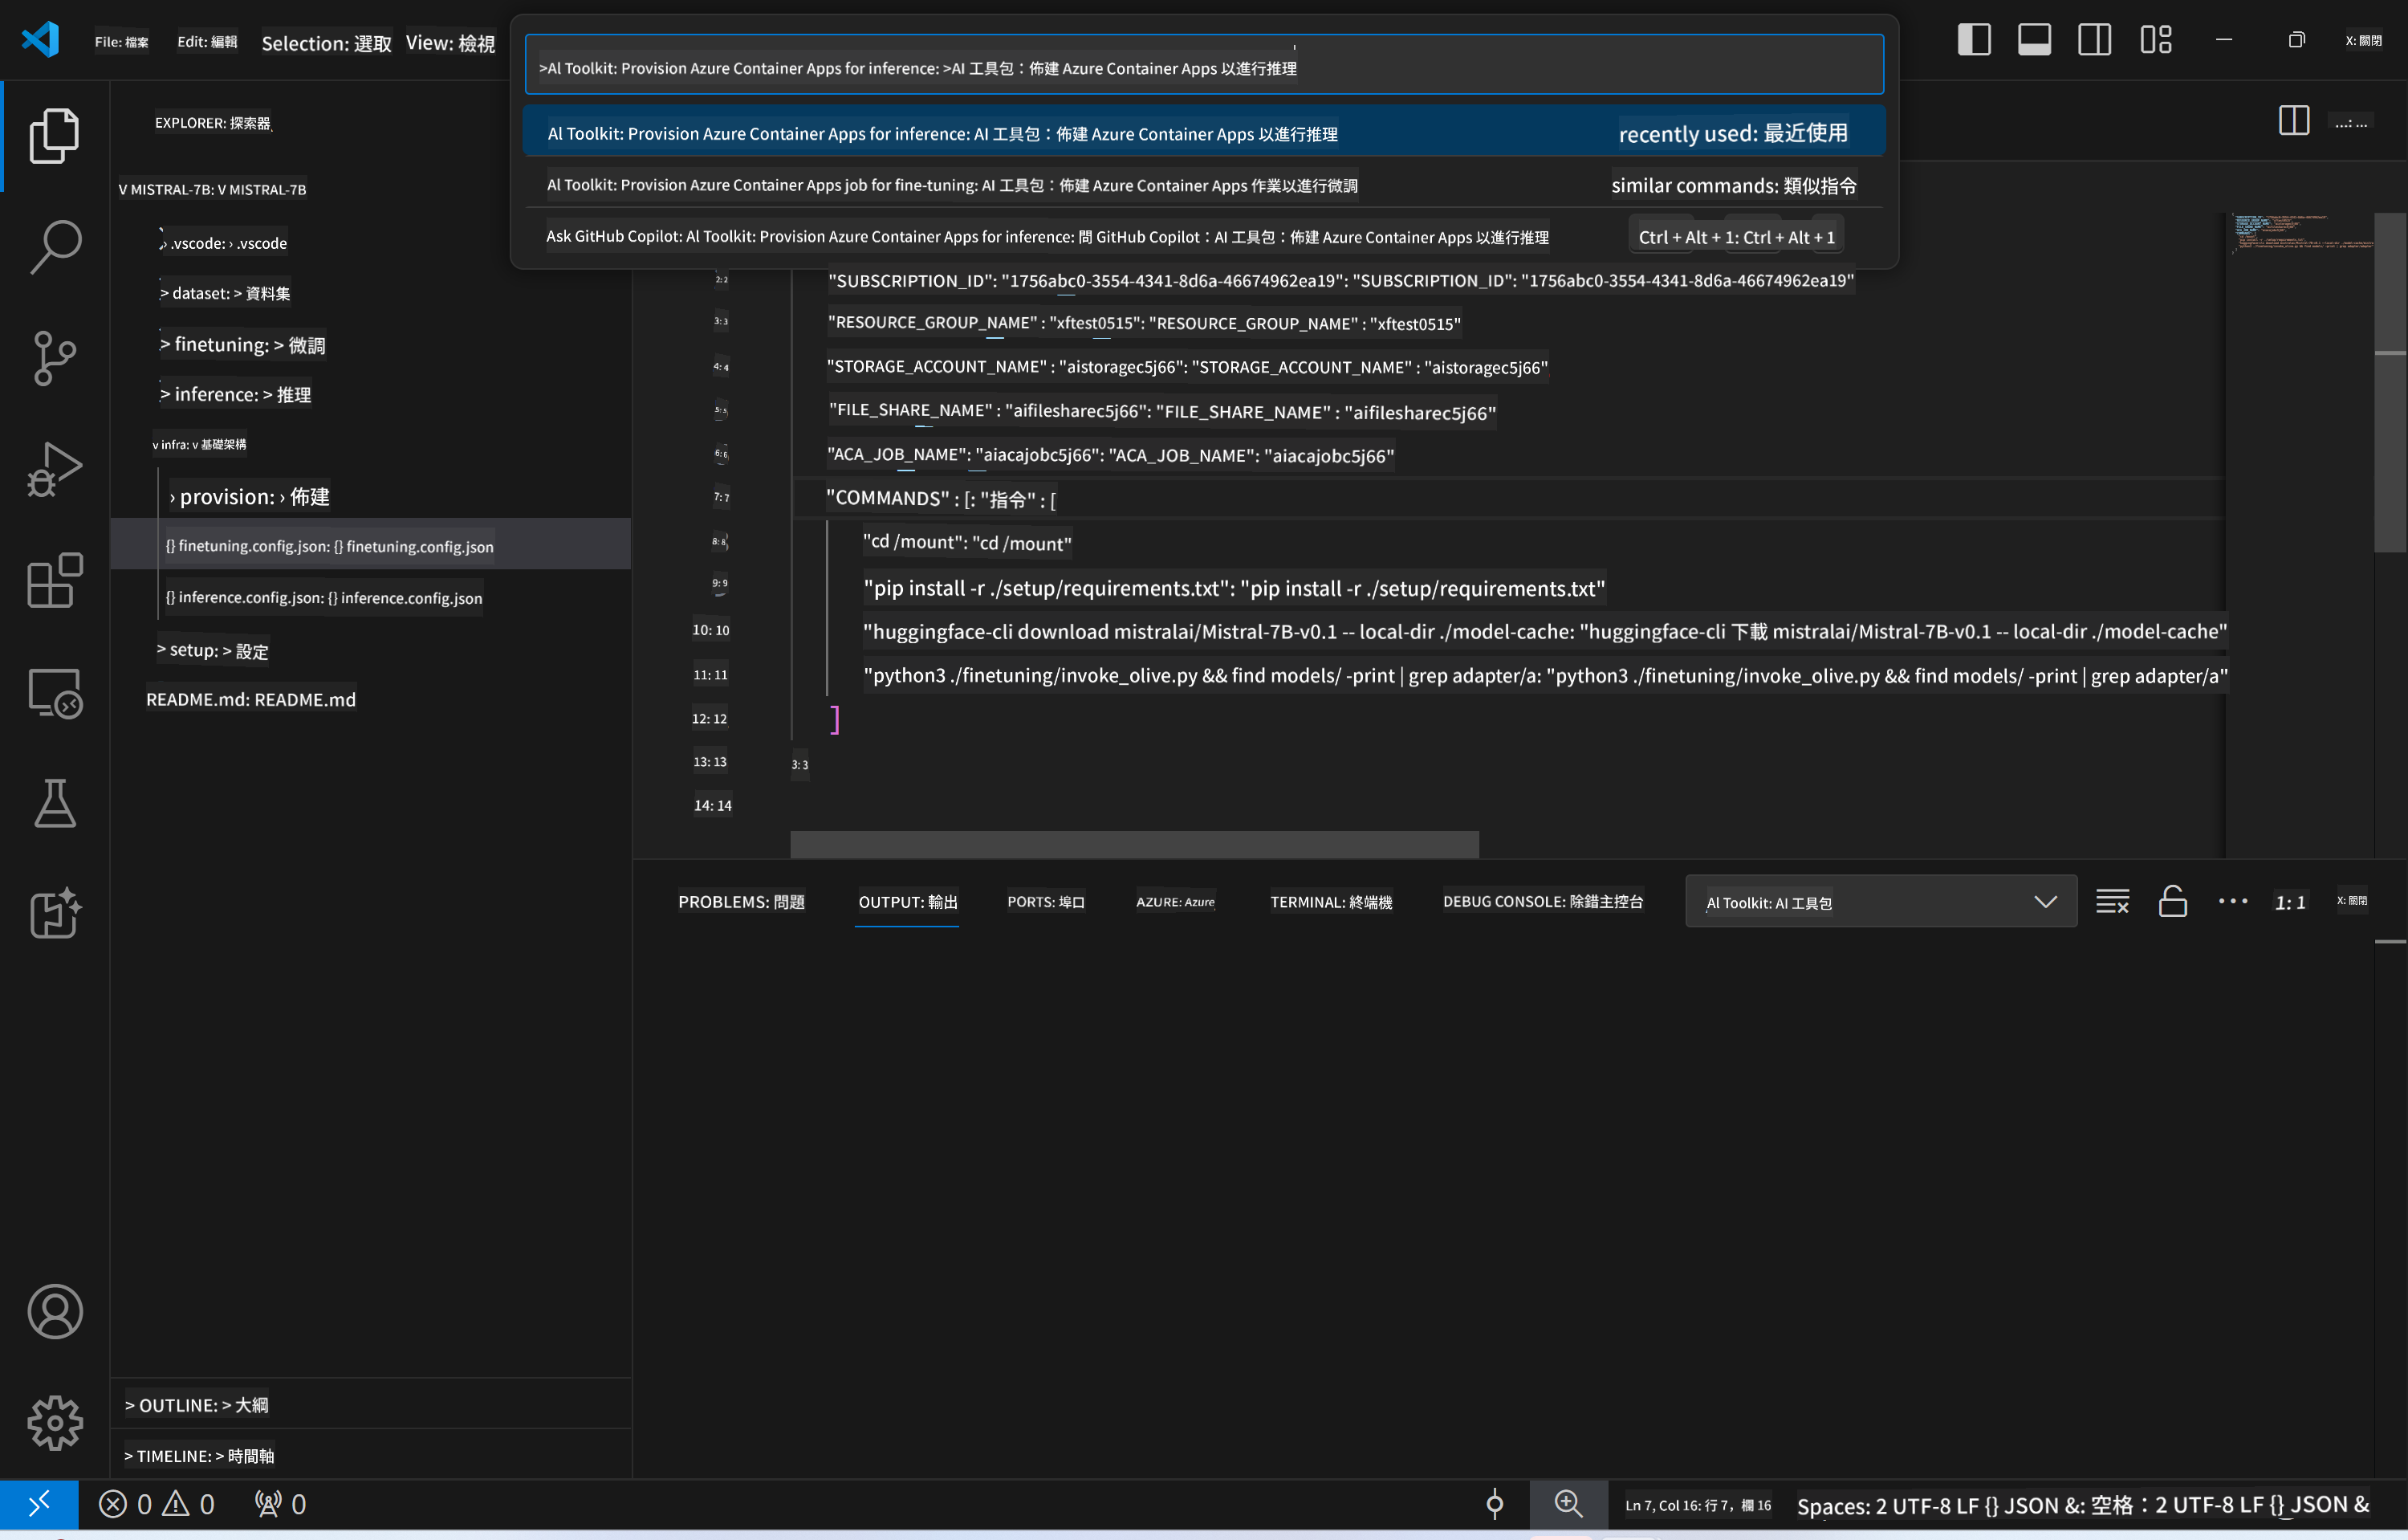 File: 檔案 Edit: 編輯 Selection: 選取 View: 檢視
X: 關閉
>Al Toolkit: Provision Azure Container Apps for inference: >AI 工具包：佈建 Azure Container Apps 以進行推理
Al Toolkit: Provision Azure Container Apps for inference: AI 工具包：佈建 Azure Container Apps 以進行推理 recently used: 最近使用
Al Toolkit: Provision Azure Container Apps job for fine-tuning: AI 工具包：佈建 Azure Container Apps 作業以進行微調 similar commands: 類似指令
Ask GitHub Copilot: Al Toolkit: Provision Azure Container Apps for inference: 問 GitHub Copilot：AI 工具包：佈建 Azure Container Apps 以進行推理 Ctrl + Alt + 1: Ctrl + Alt + 1
...: ...
EXPLORER: 探索器
V MISTRAL-7B: V MISTRAL-7B
› .vscode: › .vscode
> dataset: > 資料集
> finetuning: > 微調
> inference: > 推理
v infra: v 基礎架構
› provision: › 佈建
{} finetuning.config.json: {} finetuning.config.json
{} inference.config.json: {} inference.config.json
> setup: > 設定
README.md: README.md
> OUTLINE: > 大綱
> TIMELINE: > 時間軸
2: 2 "SUBSCRIPTION_ID": "1756abc0-3554-4341-8d6a-46674962ea19": "SUBSCRIPTION_ID": "1756abc0-3554-4341-8d6a-46674962ea19"
3: 3 "RESOURCE_GROUP_NAME" : "xftest0515": "RESOURCE_GROUP_NAME" : "xftest0515"
4: 4 "STORAGE_ACCOUNT_NAME" : "aistoragec5j66": "STORAGE_ACCOUNT_NAME" : "aistoragec5j66"
5: 5 "FILE_SHARE_NAME" : "aifilesharec5j66": "FILE_SHARE_NAME" : "aifilesharec5j66"
6: 6 "ACA_JOB_NAME": "aiacajobc5j66": "ACA_JOB_NAME": "aiacajobc5j66"
7: 7 "COMMANDS" : [: "指令" : [
8: 8 "cd /mount": "cd /mount"
9: 9 "pip install -r ./setup/requirements.txt": "pip install -r ./setup/requirements.txt"
10: 10 "huggingface-cli download mistralai/Mistral-7B-v0.1 -- local-dir ./model-cache: "huggingface-cli 下載 mistralai/Mistral-7B-v0.1 -- local-dir ./model-cache"
11: 11 "python3 ./finetuning/invoke_olive.py && find models/ -print | grep adapter/a: "python3 ./finetuning/invoke_olive.py && find models/ -print | grep adapter/a"
12: 12 ]
13: 13 3: 3
14: 14
PROBLEMS: 問題 OUTPUT: 輸出 PORTS: 埠口 AZURE: Azure TERMINAL: 終端機 DEBUG CONSOLE: 除錯主控台 Al Toolkit: AI 工具包 1: 1 X: 關閉
0 0 0 Ln 7, Col 16: 行 7，欄 16 Spaces: 2 UTF-8 LF {} JSON &: 空格：2 UTF-8 LF {} JSON &